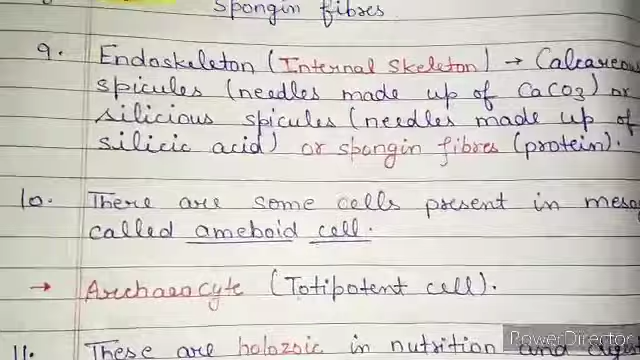 spongin fibres
9. Endoskeleton (Internal Skeleton) → Calcareous
spicules (needles made up of CaCO3) or
silicious spicules (needles made up of
silicic acid) or spongin fibres (protein).
10. There are some cells present in
called ameboid cell.
→ Archaeocyte (Totipotent cell).
11. These are holozoic in nutrition and
PowerDirector